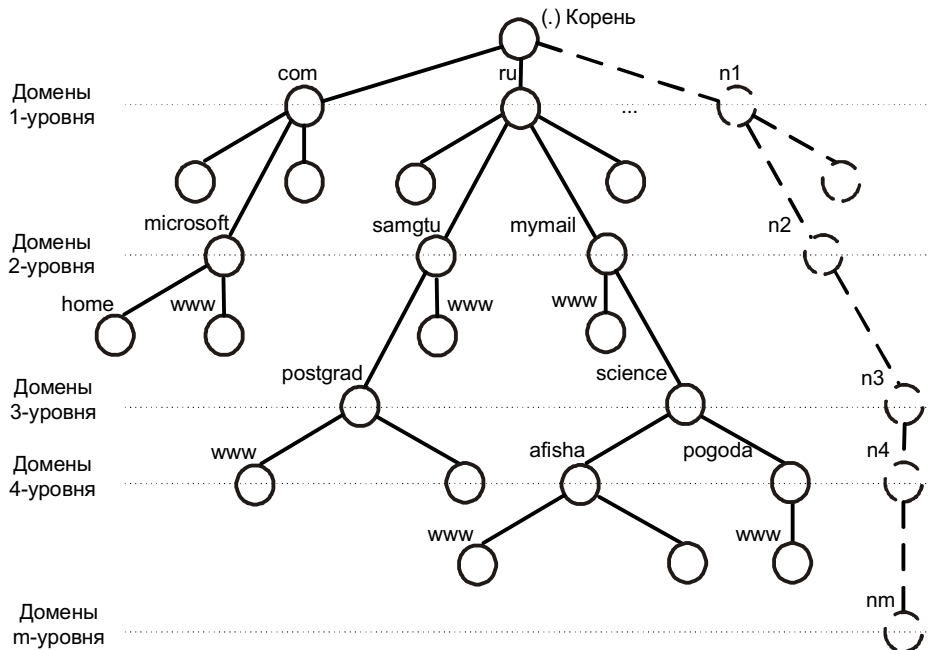 (.) Корень
com
ru
n1
Домены
1-уровня
...
microsoft
samgtu
mymail
n2
Домены
2-уровня
home
www
www
www
postgrad
science
n3
Домены
3-уровня
www
afisha
pogoda
n4
Домены
4-уровня
www
www
nm
Домены
m-уровня